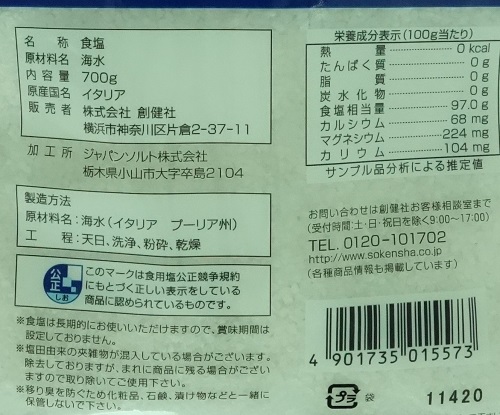 名 称 食塩
原材料名 海水
内容量 700g
原産国名 イタリア
販売者 株式会社 創健社
横浜市神奈川区片倉2-37-11
加工所 ジャパンソルト株式会社
栃木県小山市大字卒島2104
製造方法
原材料名：海水（イタリア プーリア州）
工 程：天日、洗浄、粉砕、乾燥
公正
しお
このマークは食用塩公正競争規約
にもとづく正しい表示をしている
商品に認められているものです。
※食塩は長期的にお使いいただけますので、賞味期間は
設定しておりません。
※塩田由来の夾雑物が混入している場合がございます。
除去しておりますが、まれに商品に残る場合がござい
ますので取り除いてご使用下さい。
※移り臭を防ぐため化粧品、石鹸、漬け物などと一緒に
保管しないで下さい。
栄養成分表示（100g当たり）
熱量 0 kcal
たんぱく質 0 g
脂質 0 g
炭水化物 0 g
食塩相当量 97.0 g
カルシウム 68 mg
マグネシウム 224 mg
カリウム 104 mg
サンプル品分析による推定値
お問い合わせは創健社お客様相談室まで
（受付時間：土・日・祝日を除く9:00〜17:00）
TEL. 0120-101702
http://www.sokensha.co.jp
（各種商品情報も掲載しています）
4 901735 015573
プラ 袋 11420